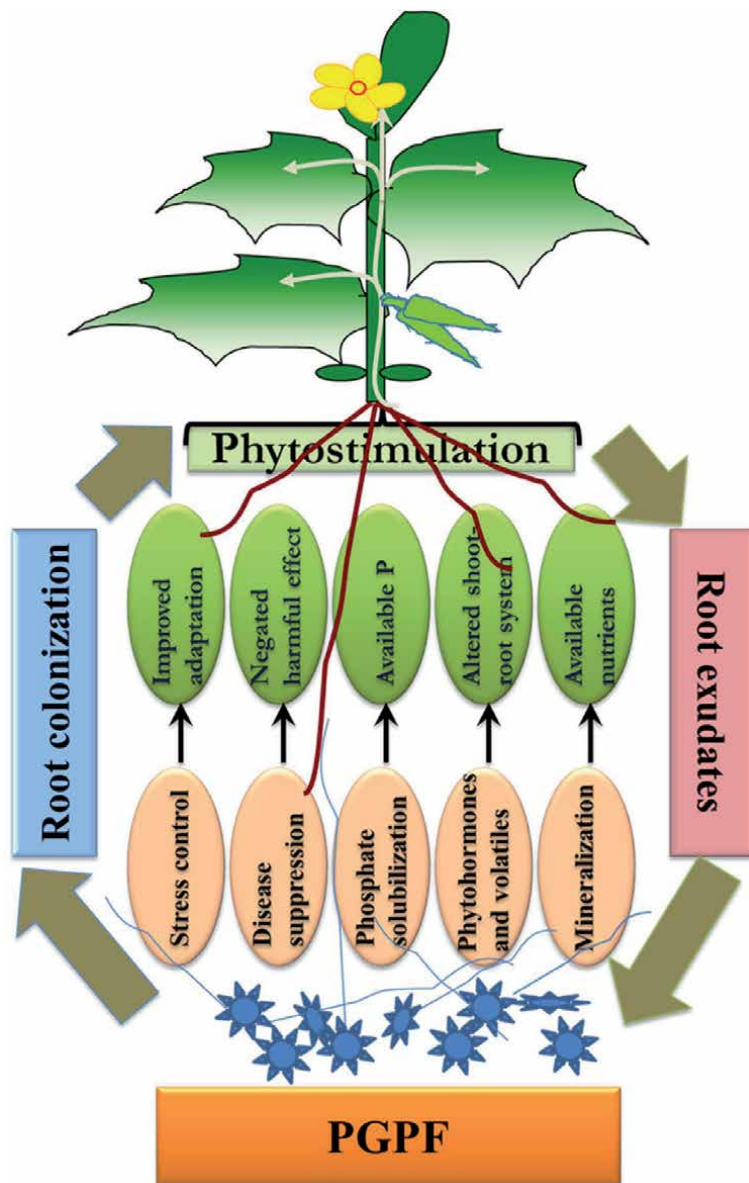 Phytostimulation
Root colonization
Root exudates
Improved
adaptation
Negated
harmful effect
Available P
Altered shoot-
root system
Available
nutrients
Stress control
Disease
suppression
Phosphate
solubilization
Phytohormones
and volatiles
Mineralization
PGPF